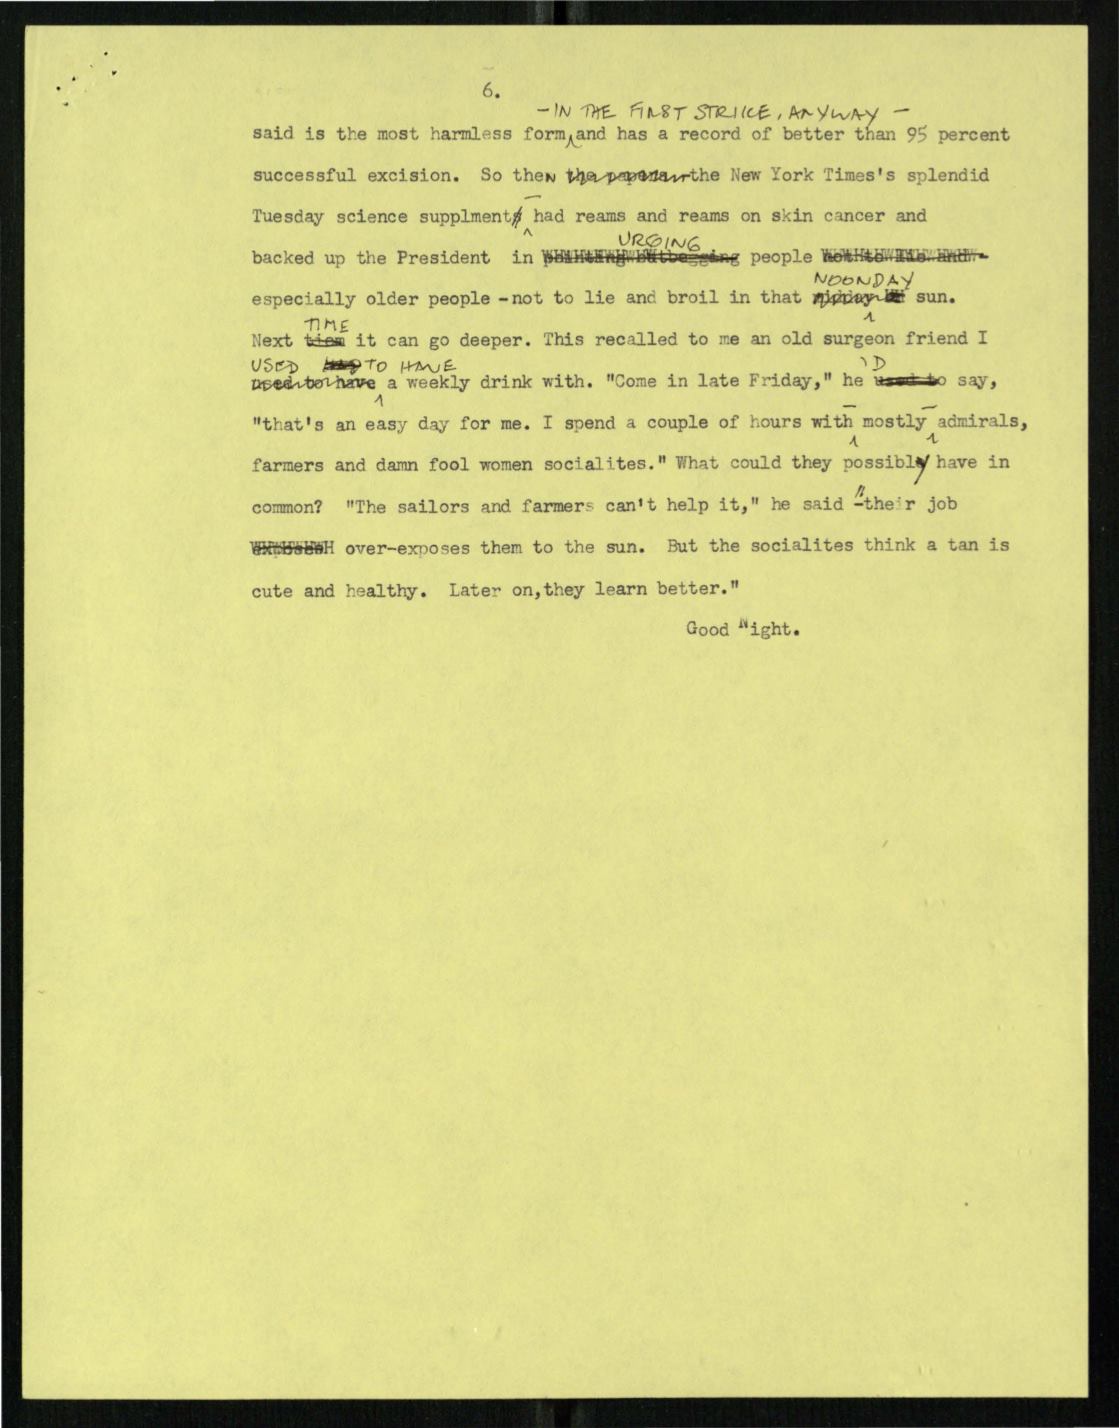 6.
-IN THE FIRST STRIKE, ANYWAY -
said is the most harmless form and has a record of better than 95 percent
successful excision. So theN the New York Times's splendid
Tuesday science supplment - had reams and reams on skin cancer and
URGING
backed up the President in people
NOONDAY
especially older people - not to lie and broil in that sun.
TIME
Next tiem it can go deeper. This recalled to me an old surgeon friend I
USED TO HAVE
used to have a weekly drink with. "Come in late Friday," he used to say,
'D
"that's an easy day for me. I spend a couple of hours with - mostly - admirals,
farmers and damn fool women socialites." What could they possibly have in
common? "The sailors and farmers can't help it," he said "-their job
over-exposes them to the sun. But the socialites think a tan is
cute and healthy. Later on, they learn better."
Good Night.